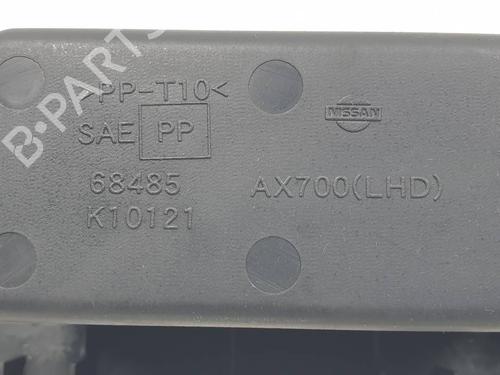 B-PARTS
>PP-T10<
NISSAN
SAE PP
68485 AX700(LHD)
K10121